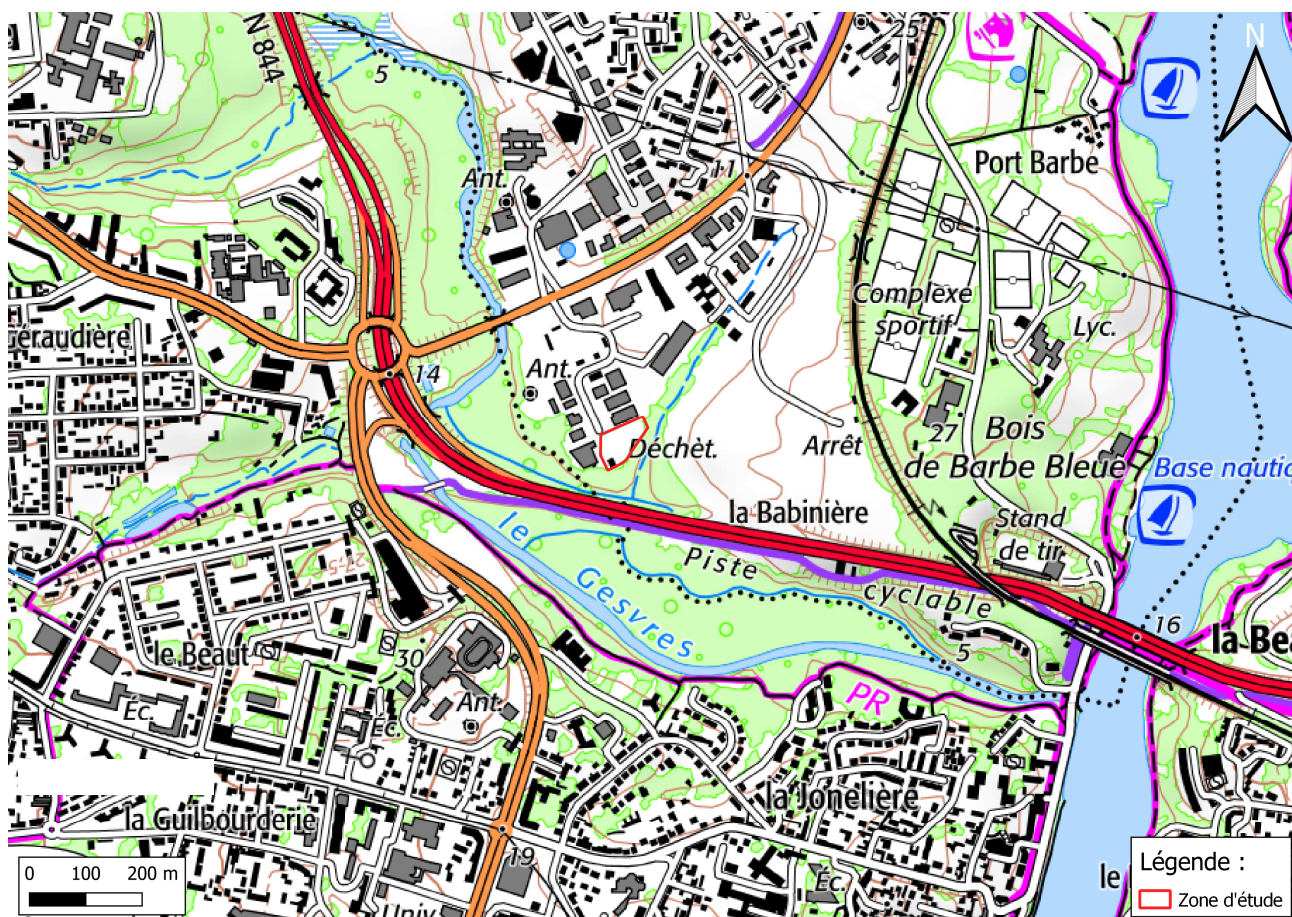 N 844
5
25
N
Port Barbe
Ant.
11
Complexe
sportif
Lyc.
Géraudière
14
Ant.
Déchèt.
Arrêt
27
Bois
de Barbe Bleue
Base nautiq
la Babinière
Stand
de tir
le
Gesvres
Piste
cyclable
16
la Bea
le Beaut
30
5
PR
Éc.
Ant.
Éc.
la Jonelière
la Guilbourderie
19
Éc.
le
Univ.
0 100 200 m
Légende :
Zone d'étude